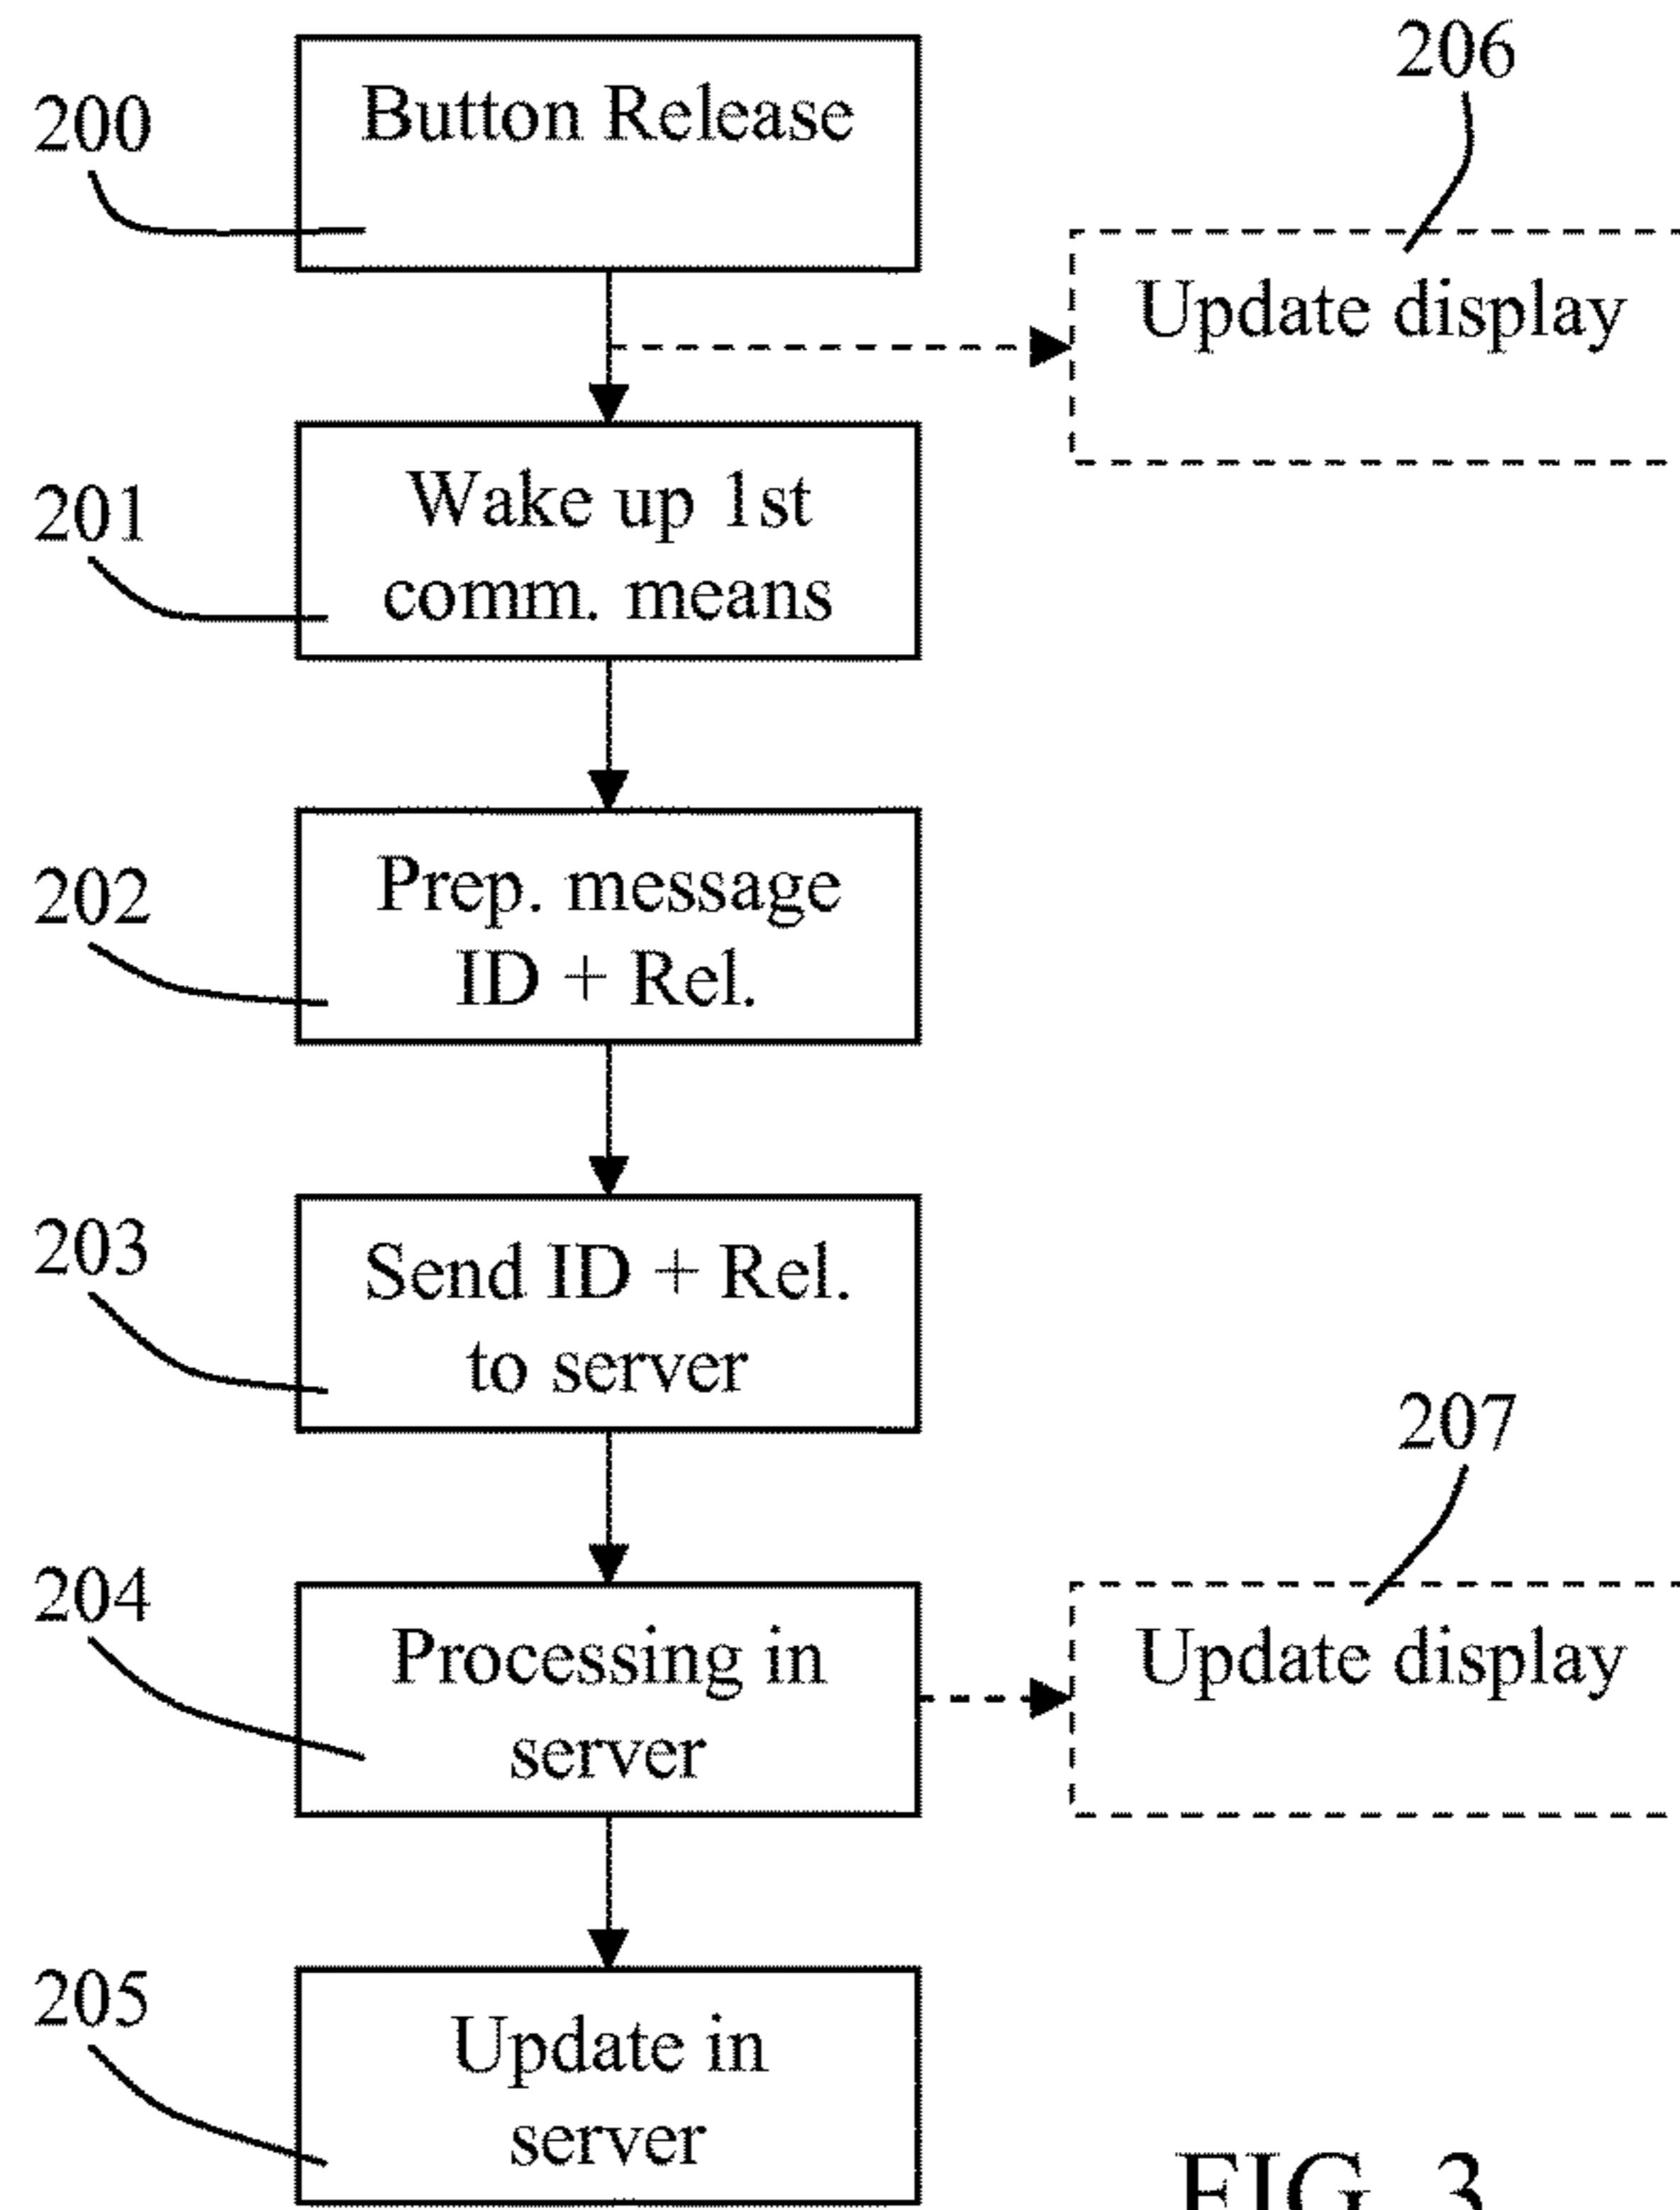 206
200
Button Release
Update display
201
Wake up 1st
comm. means
202
Prep. message
ID + Rel.
203
Send ID + Rel.
to server
207
204
Processing in
server
Update display
205
Update in
server
FIG. 3